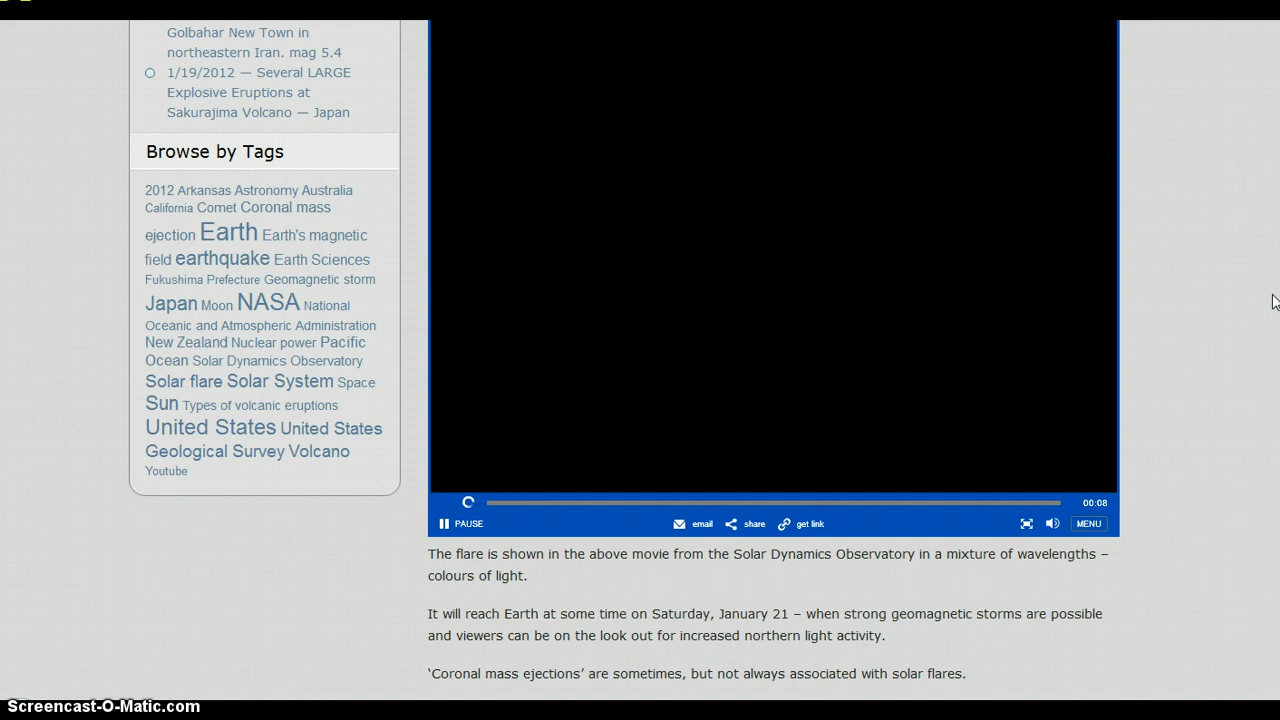 Golbahar New Town in
northeastern Iran. mag 5.4
1/19/2012 — Several LARGE
Explosive Eruptions at
Sakurajima Volcano — Japan
Browse by Tags
2012 Arkansas Astronomy Australia
California Comet Coronal mass
ejection Earth Earth's magnetic
field earthquake Earth Sciences
Fukushima Prefecture Geomagnetic storm
Japan Moon NASA National
Oceanic and Atmospheric Administration
New Zealand Nuclear power Pacific
Ocean Solar Dynamics Observatory
Solar flare Solar System Space
Sun Types of volcanic eruptions
United States United States
Geological Survey Volcano
Youtube
00:08
PAUSE email share get link MENU
The flare is shown in the above movie from the Solar Dynamics Observatory in a mixture of wavelengths –
colours of light.
It will reach Earth at some time on Saturday, January 21 – when strong geomagnetic storms are possible
and viewers can be on the look out for increased northern light activity.
‘Coronal mass ejections’ are sometimes, but not always associated with solar flares.
Screencast-O-Matic.com